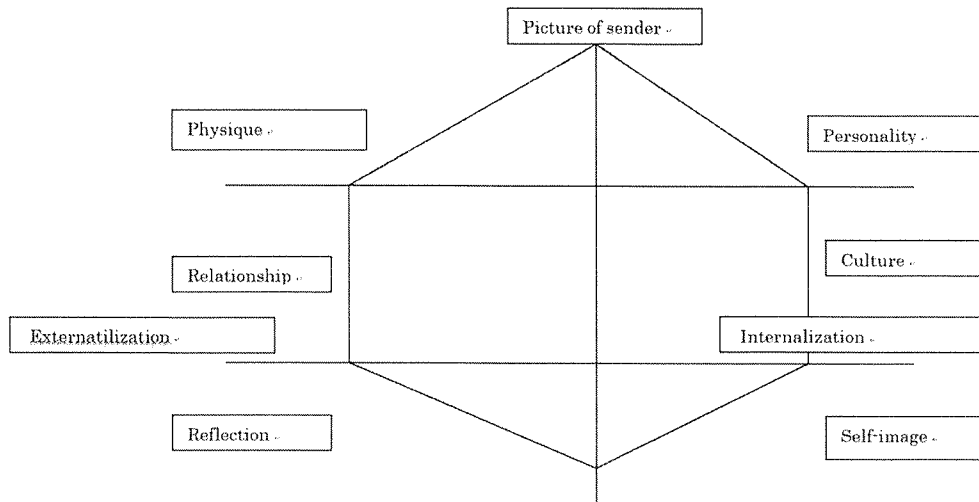 Picture of sender
Physique
Personality
Relationship
Culture
Externatilization
Internalization
Reflection
Self-image